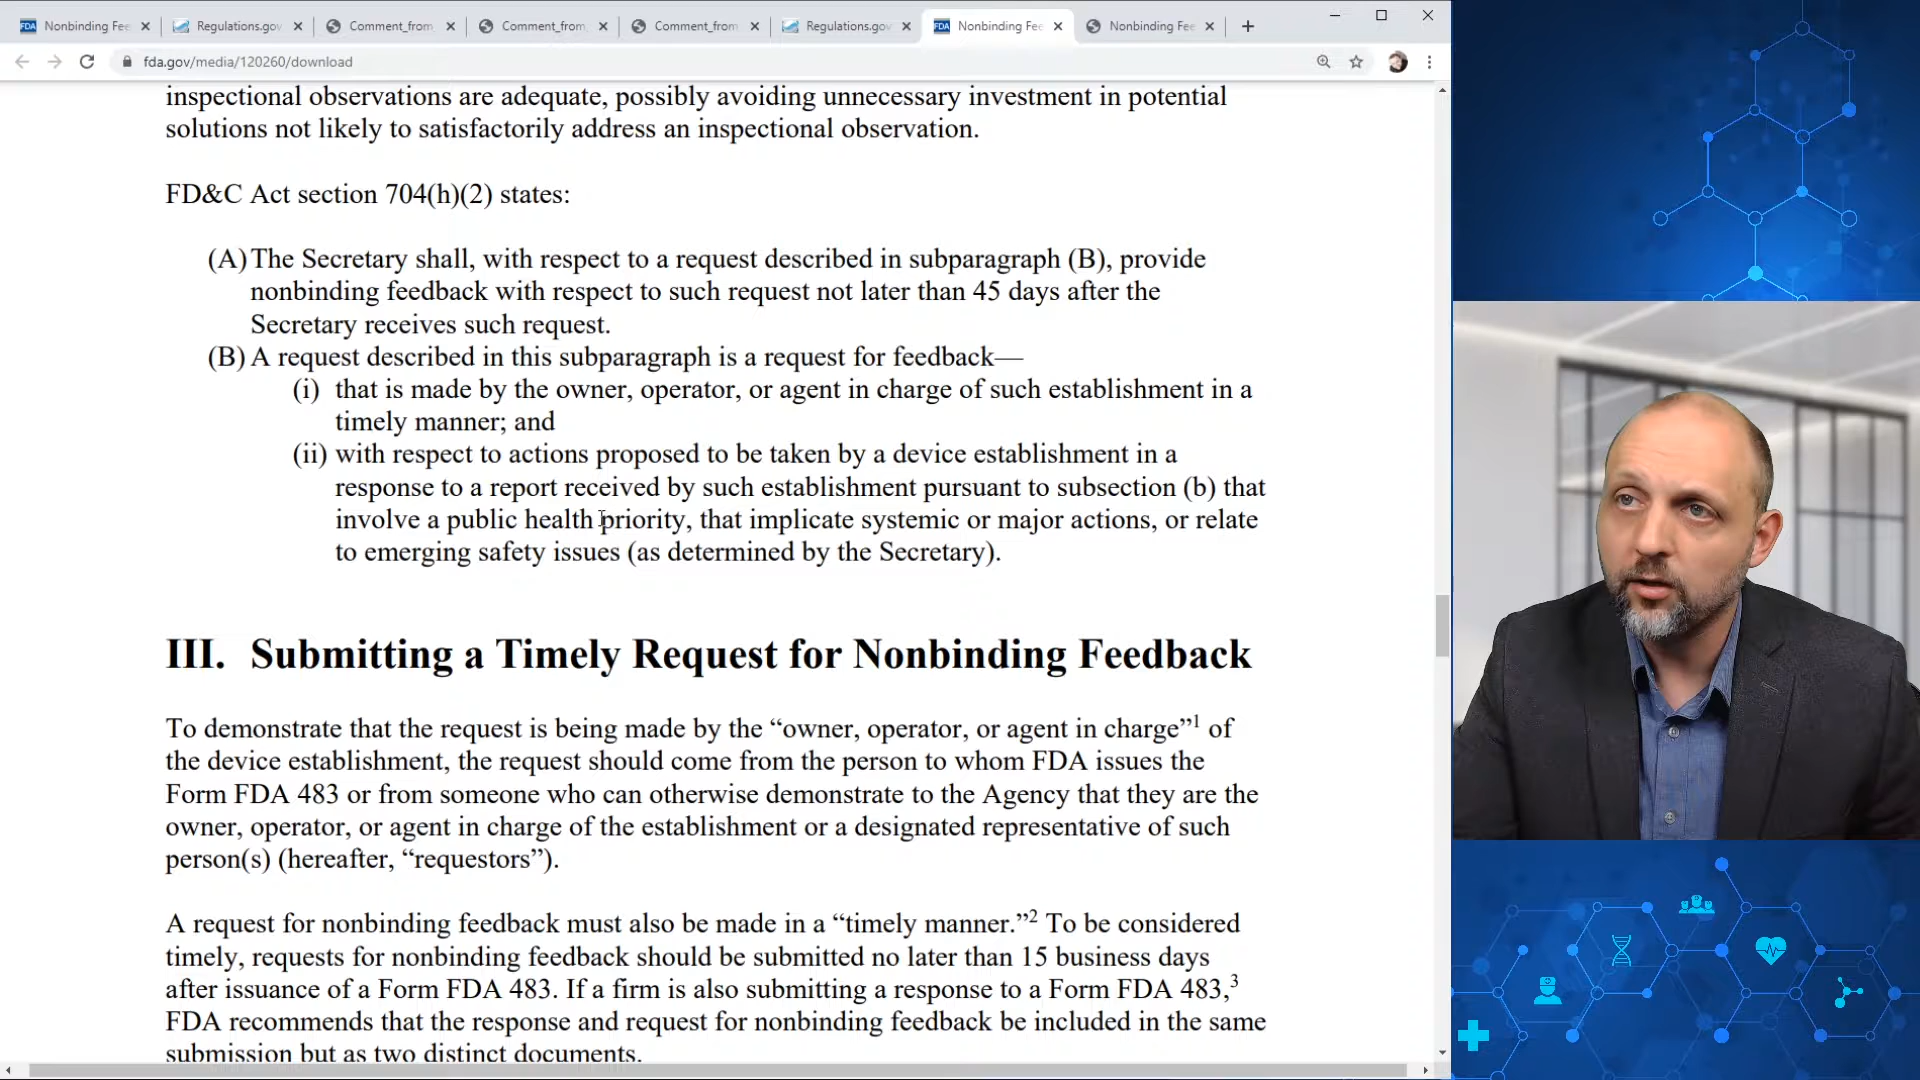 FDA Nonbinding Fee
Regulations.gov
Comment_from_
Comment_from_
Comment_from_
Regulations.gov
FDA Nonbinding Fee
Nonbinding Fee
fda.gov/media/120260/download
inspectional observations are adequate, possibly avoiding unnecessary investment in potential
solutions not likely to satisfactorily address an inspectional observation.
FD&C Act section 704(h)(2) states:
(A) The Secretary shall, with respect to a request described in subparagraph (B), provide
nonbinding feedback with respect to such request not later than 45 days after the
Secretary receives such request.
(B) A request described in this subparagraph is a request for feedback—
(i) that is made by the owner, operator, or agent in charge of such establishment in a
timely manner; and
(ii) with respect to actions proposed to be taken by a device establishment in a
response to a report received by such establishment pursuant to subsection (b) that
involve a public health priority, that implicate systemic or major actions, or relate
to emerging safety issues (as determined by the Secretary).
III. Submitting a Timely Request for Nonbinding Feedback
To demonstrate that the request is being made by the “owner, operator, or agent in charge”1 of
the device establishment, the request should come from the person to whom FDA issues the
Form FDA 483 or from someone who can otherwise demonstrate to the Agency that they are the
owner, operator, or agent in charge of the establishment or a designated representative of such
person(s) (hereafter, “requestors”).
A request for nonbinding feedback must also be made in a “timely manner.”2 To be considered
timely, requests for nonbinding feedback should be submitted no later than 15 business days
after issuance of a Form FDA 483. If a firm is also submitting a response to a Form FDA 483,3
FDA recommends that the response and request for nonbinding feedback be included in the same
submission but as two distinct documents.